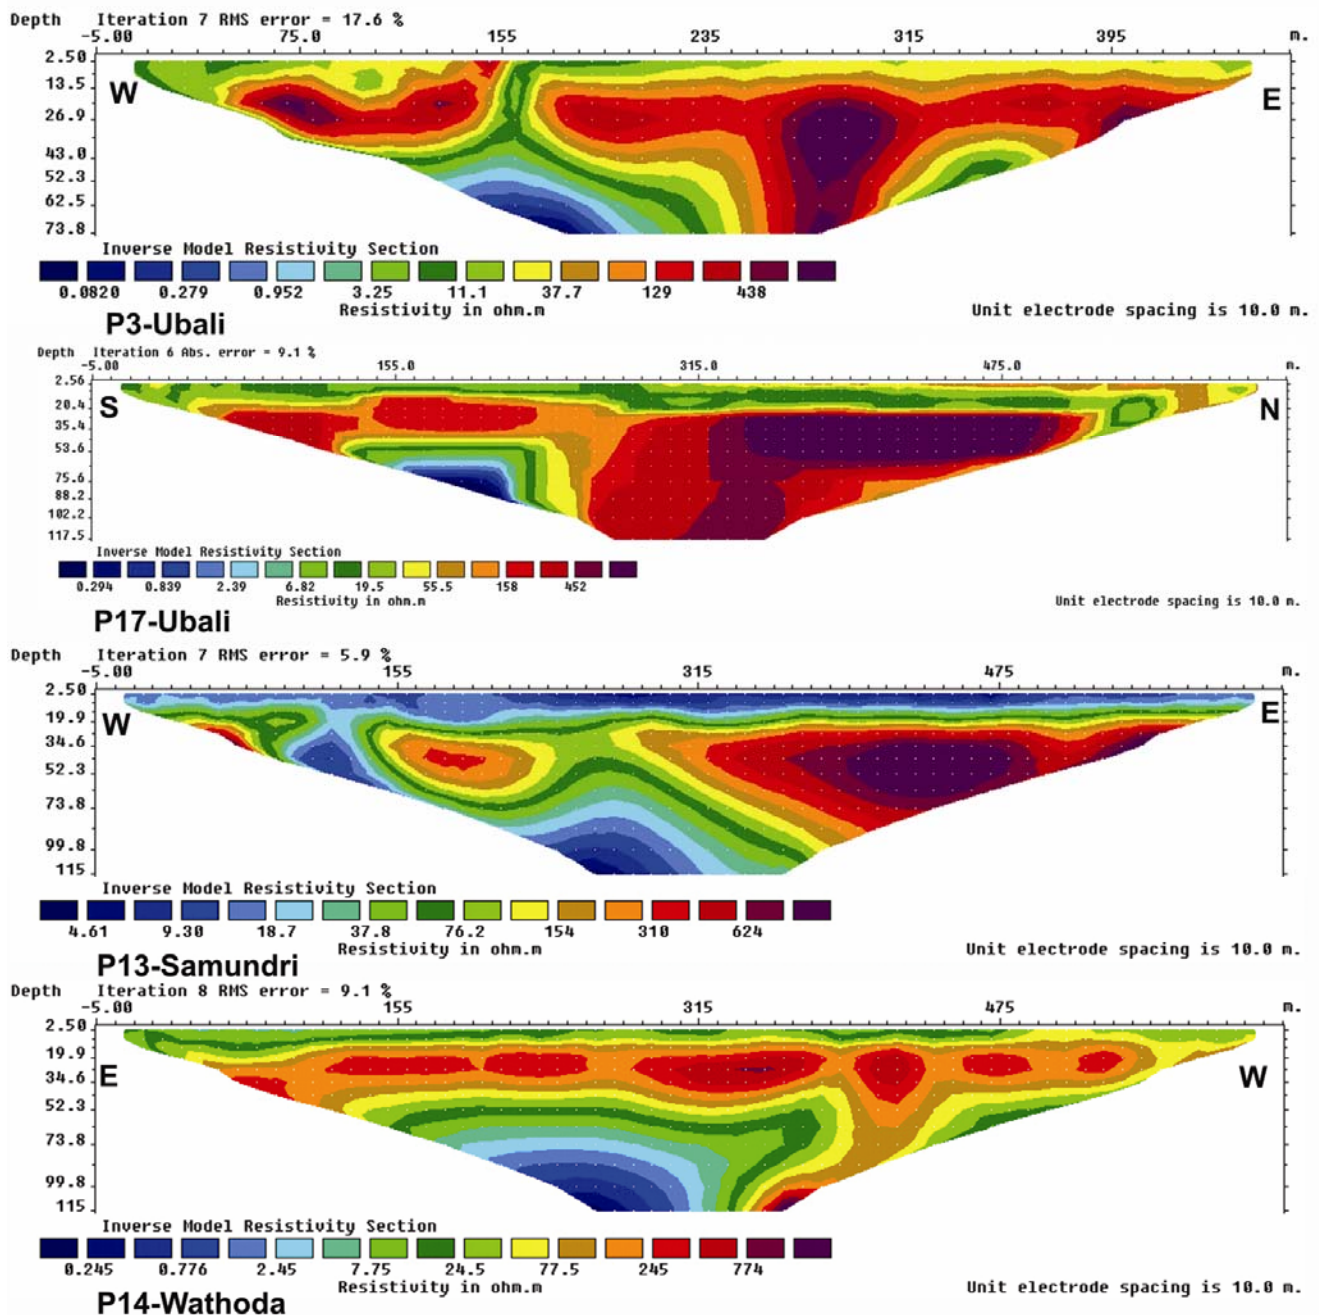 Depth Iteration 7 RMS error = 17.6 %
-5.00 75.0 155 235 315 395 m.
2.50
W
13.5
E
26.9
43.0
52.3
62.5
73.8
Inverse Model Resistivity Section
0.0820 0.279 0.952 3.25 11.1 37.7 129 438
Resistivity in ohm.m Unit electrode spacing is 10.0 m.
P3-Ubali
Depth Iteration 6 Abs. error = 9.1 %
-5.00 155.0 315.0 475.0 m.
2.56
S
20.4
N
35.4
53.6
75.6
88.2
102.2
117.5
Inverse Model Resistivity Section
0.294 0.839 2.39 6.82 19.5 55.5 158 452
Resistivity in ohm.m Unit electrode spacing is 10.0 m.
P17-Ubali
Depth Iteration 7 RMS error = 5.9 %
-5.00 155 315 475 m.
2.50
19.9
W
E
34.6
52.3
73.8
99.8
115
Inverse Model Resistivity Section
4.61 9.30 18.7 37.8 76.2 154 310 624
Resistivity in ohm.m Unit electrode spacing is 10.0 m.
P13-Samundri
Depth Iteration 8 RMS error = 9.1 %
-5.00 155 315 475 m.
2.50
19.9
34.6
E
W
52.3
73.8
99.8
115
Inverse Model Resistivity Section
0.245 0.776 2.45 7.75 24.5 77.5 245 774
Resistivity in ohm.m Unit electrode spacing is 10.0 m.
P14-Wathoda